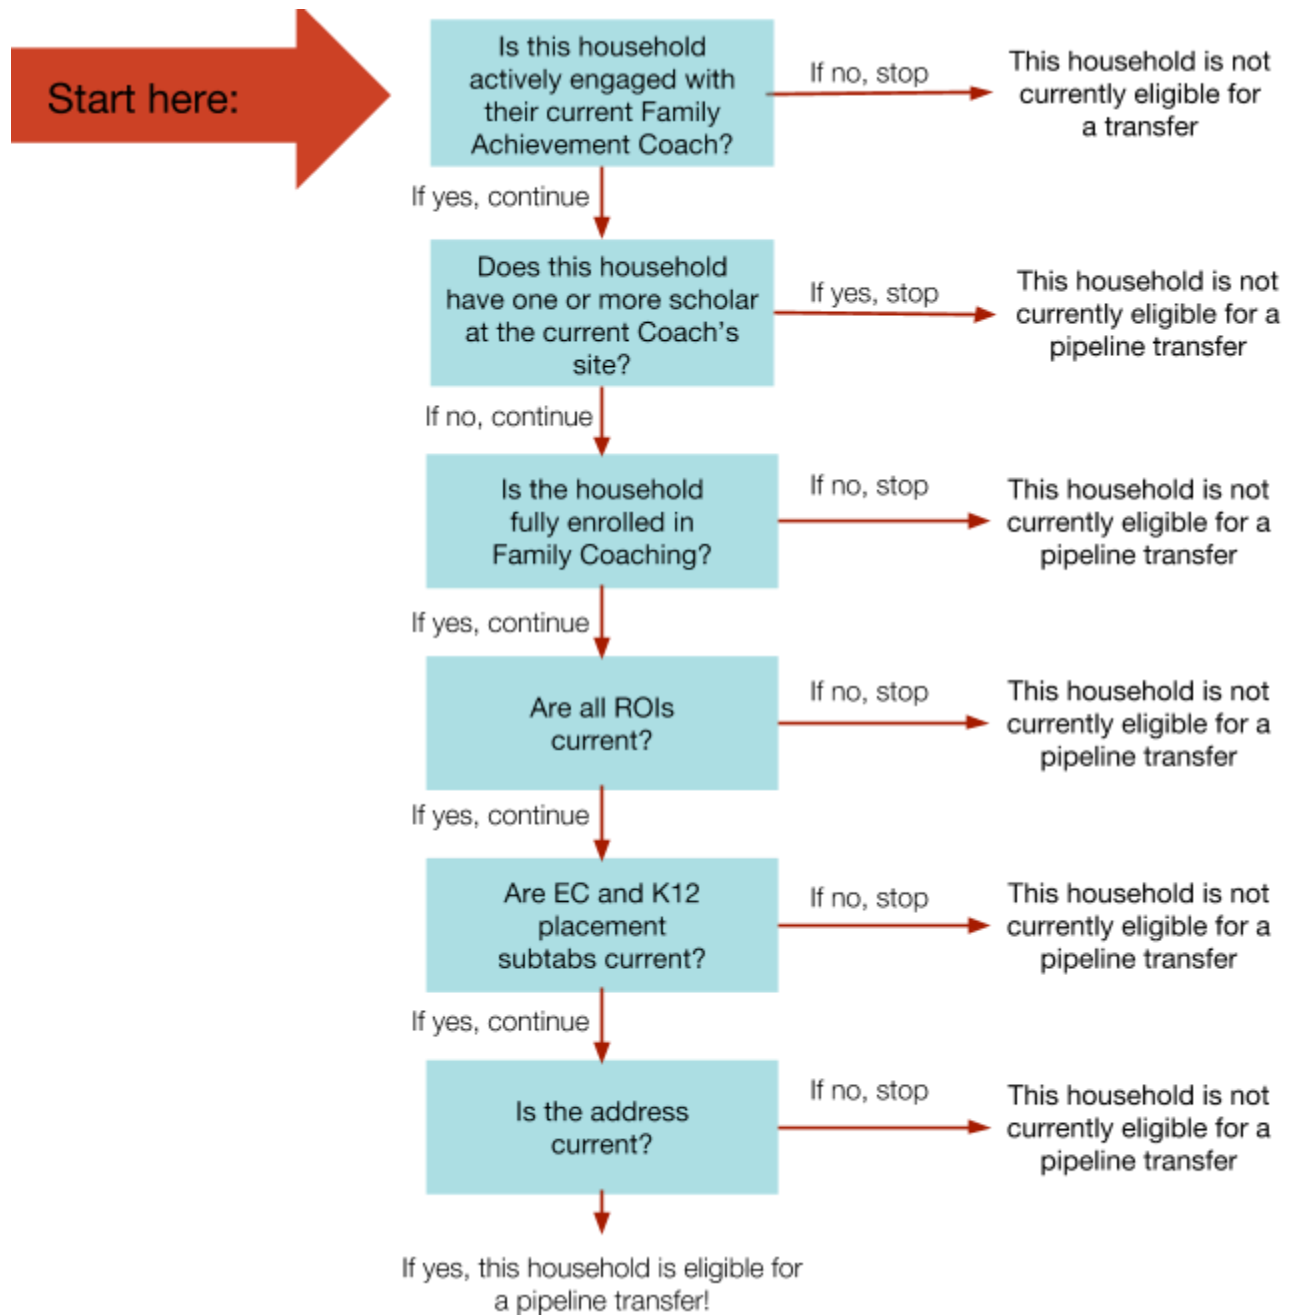 Start here:
Is this household
actively engaged with
their current Family
Achievement Coach?
If no, stop
This household is not
currently eligible for
a transfer
If yes, continue
Does this household
have one or more scholar
at the current Coach's
site?
If yes, stop
This household is not
currently eligible for a
pipeline transfer
If no, continue
Is the household
fully enrolled in
Family Coaching?
If no, stop
This household is not
currently eligible for a
pipeline transfer
If yes, continue
Are all ROIs
current?
If no, stop
This household is not
currently eligible for a
pipeline transfer
If yes, continue
Are EC and K12
placement
subtabs current?
If no, stop
This household is not
currently eligible for a
pipeline transfer
If yes, continue
Is the address
current?
If no, stop
This household is not
currently eligible for a
pipeline transfer
If yes, this household is eligible for
a pipeline transfer!